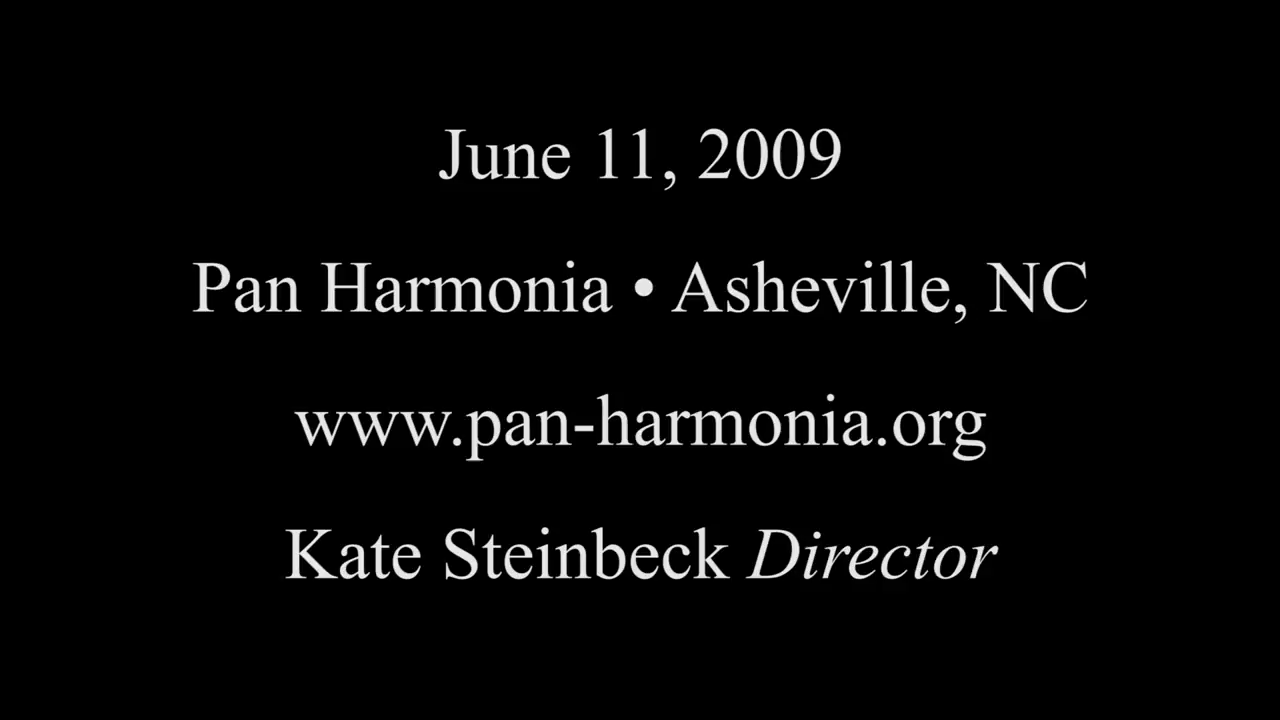 June 11, 2009
Pan Harmonia • Asheville, NC
www.pan-harmonia.org
Kate Steinbeck Director